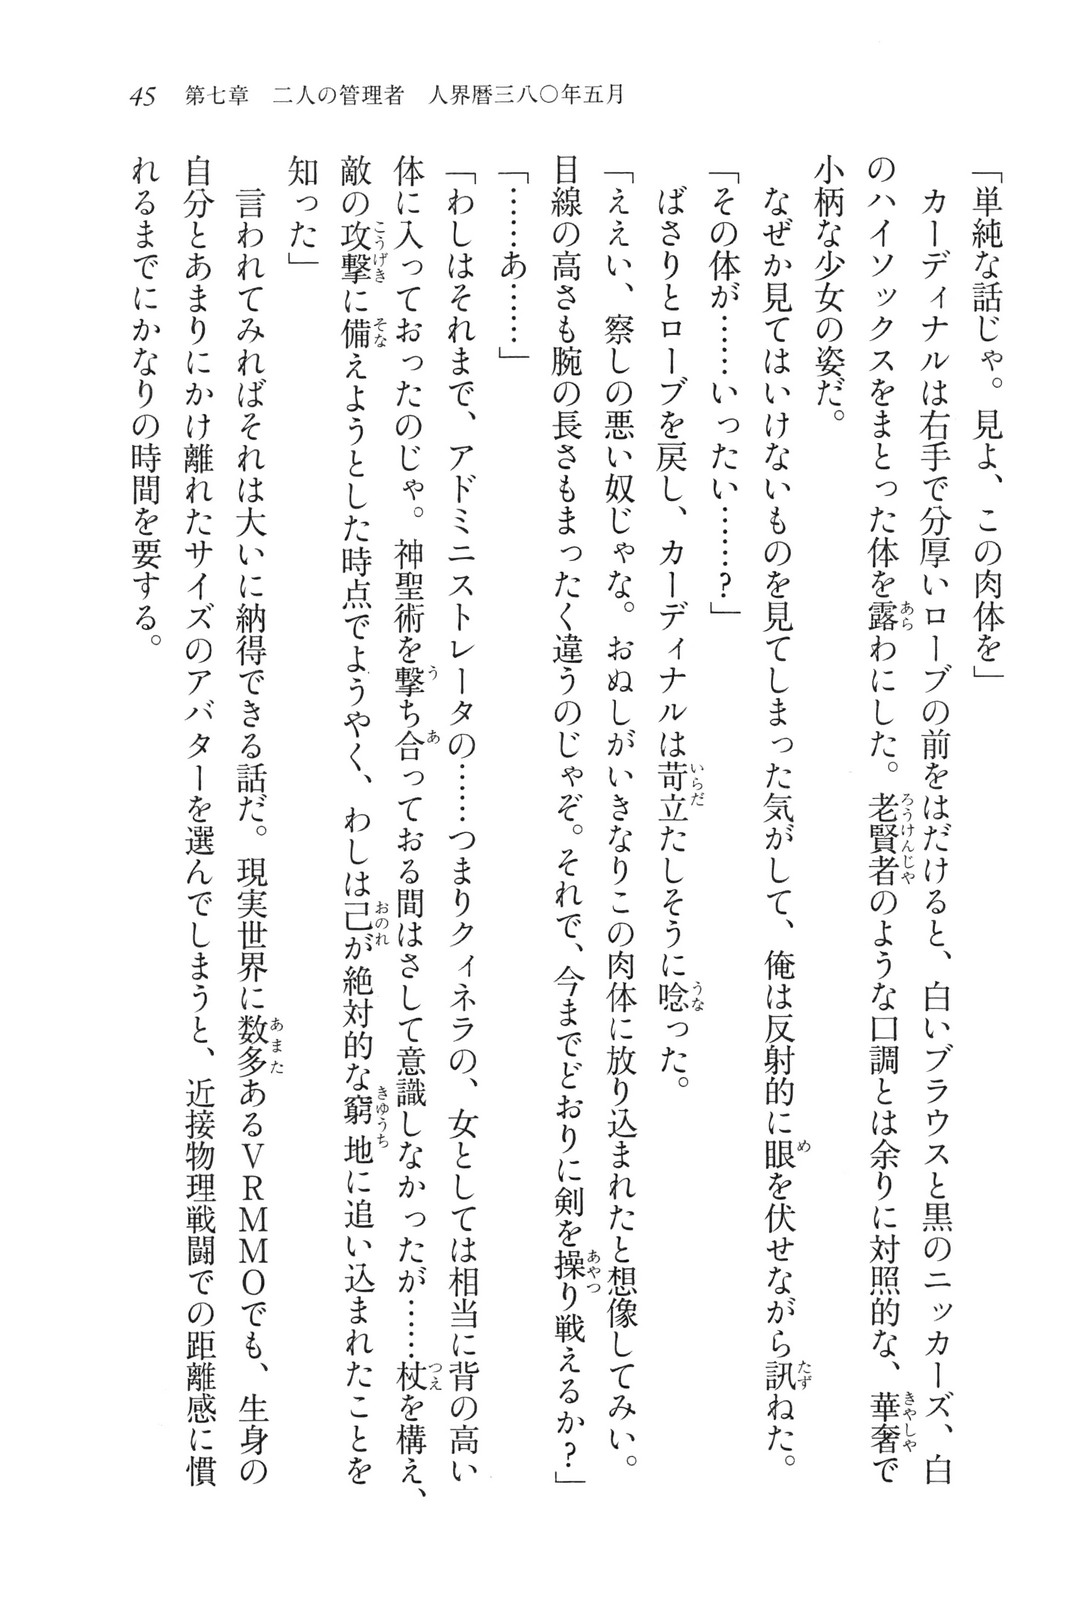 45　第七章　二人の管理者　人界暦三八〇年五月
「単純な話じゃ。見よ、この肉体を」
　カーディナルは右手で分厚いローブの前をはだけると、白いブラウスと黒のニッカーズ、白
のハイソックスをまとった体を露わにした。老賢者のような口調とは余りに対照的な、華奢で
小柄な少女の姿だ。
　なぜか見てはいけないものを見てしまった気がして、俺は反射的に眼を伏せながら訊ねた。
「その体が……いったい……？」
　ばさりとローブを戻し、カーディナルは苛立たしそうに唸った。
「ええい、察しの悪い奴じゃな。おぬしがいきなりこの肉体に放り込まれたと想像してみい。
目線の高さも腕の長さもまったく違うのじゃぞ。それで、今までどおりに剣を操り戦えるか？」
「……あ……」
「わしはそれまで、アドミニストレータの……つまりクィネラの、女としては相当に背の高い
体に入っておったのじゃ。神聖術を撃ち合っておる間はさして意識しなかったが……杖を構え、
敵の攻撃に備えようとした時点でようやく、わしは己が絶対的な窮地に追い込まれたことを
知った」
　言われてみればそれは大いに納得できる話だ。現実世界に数多あるＶＲＭＭＯでも、生身の
自分とあまりにかけ離れたサイズのアバターを選んでしまうと、近接物理戦闘での距離感に慣
れるまでにかなりの時間を要する。